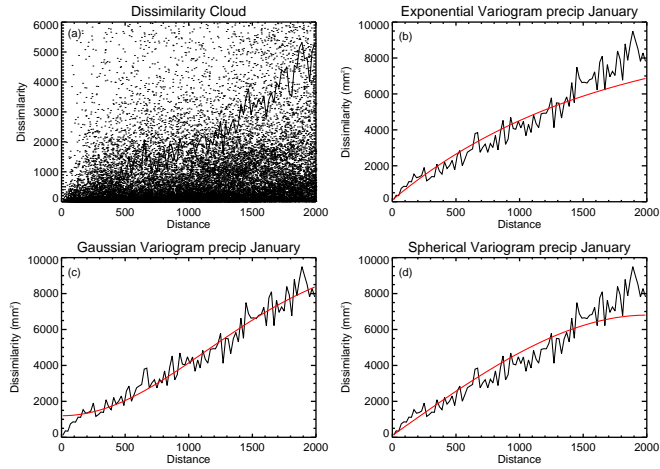 Dissimilarity Cloud
(a)
Dissimilarity
6000
5000
4000
3000
2000
1000
0
0 500 1000 1500 2000
Distance
Exponential Variogram precip January
(b)
Dissimilarity (mm²)
10000
8000
6000
4000
2000
0
0 500 1000 1500 2000
Distance
Gaussian Variogram precip January
(c)
Dissimilarity (mm²)
10000
8000
6000
4000
2000
0
0 500 1000 1500 2000
Distance
Spherical Variogram precip January
(d)
Dissimilarity (mm²)
10000
8000
6000
4000
2000
0
0 500 1000 1500 2000
Distance